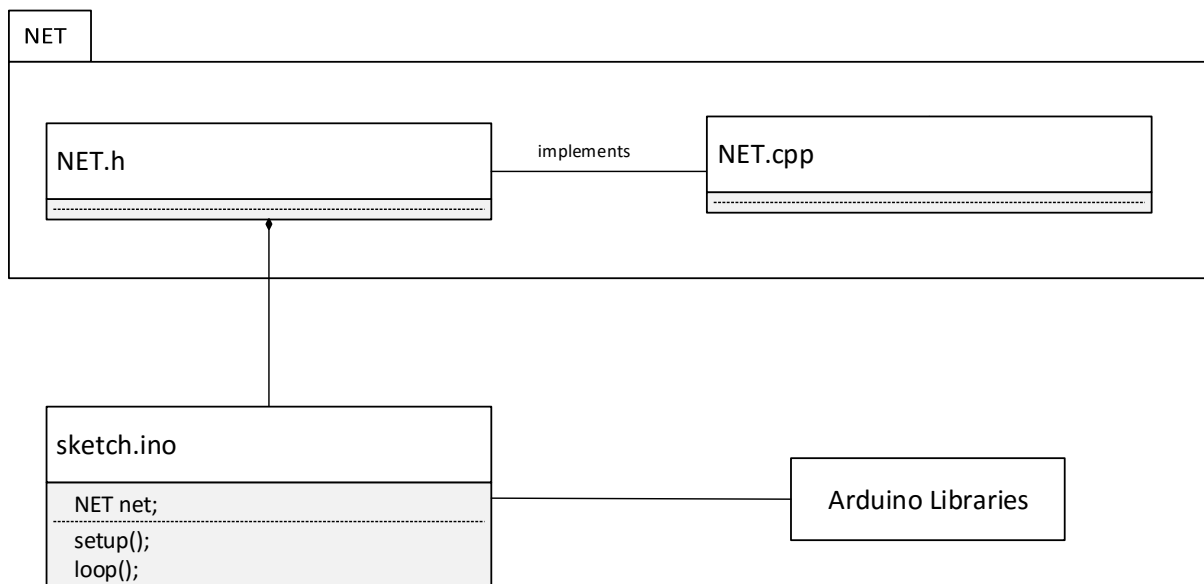 NET
NET.h
implements
NET.cpp
sketch.ino
NET net;
setup();
loop();
Arduino Libraries